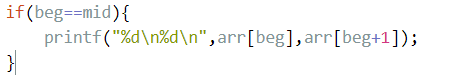 if(beg==mid){
    printf("%d\n%d\n",arr[beg],arr[beg+1]);
}